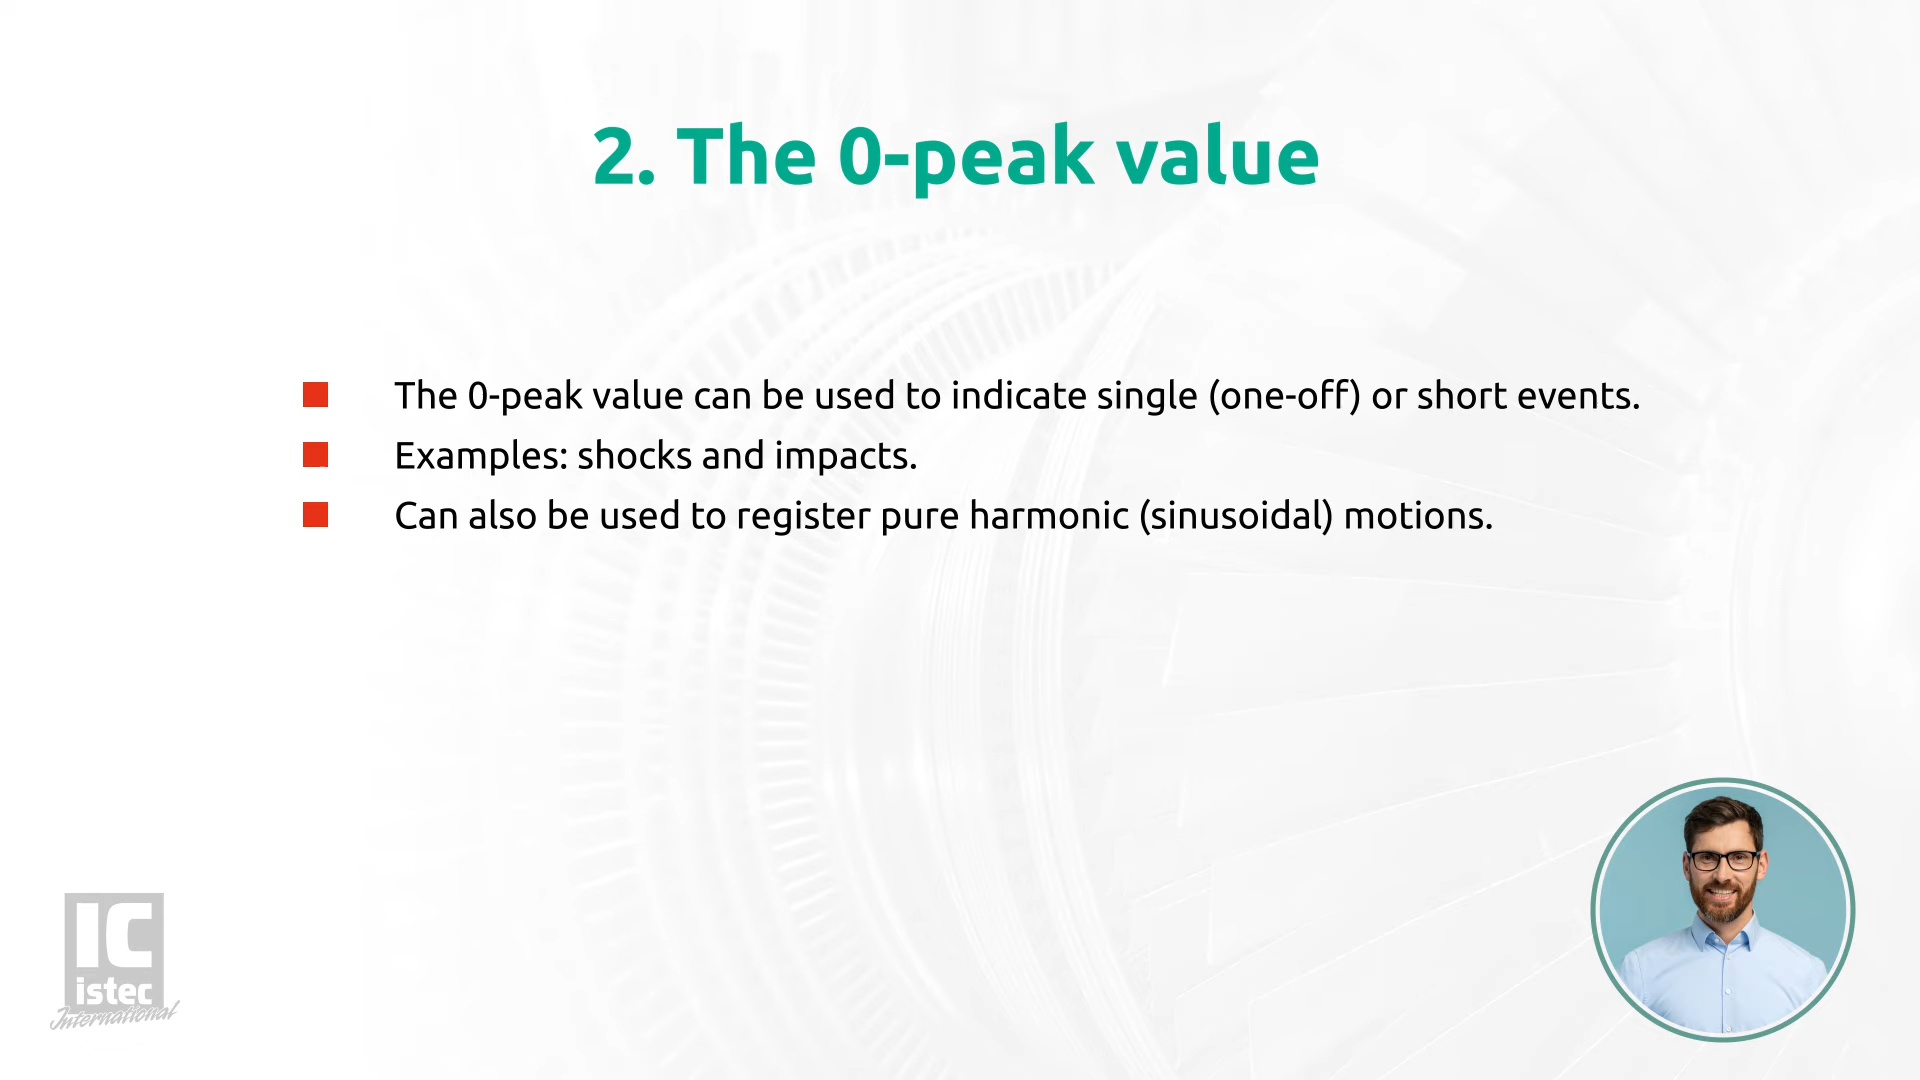 2. The 0-peak value
The 0-peak value can be used to indicate single (one-off) or short events.
Examples: shocks and impacts.
Can also be used to register pure harmonic (sinusoidal) motions.
IC
istec
International